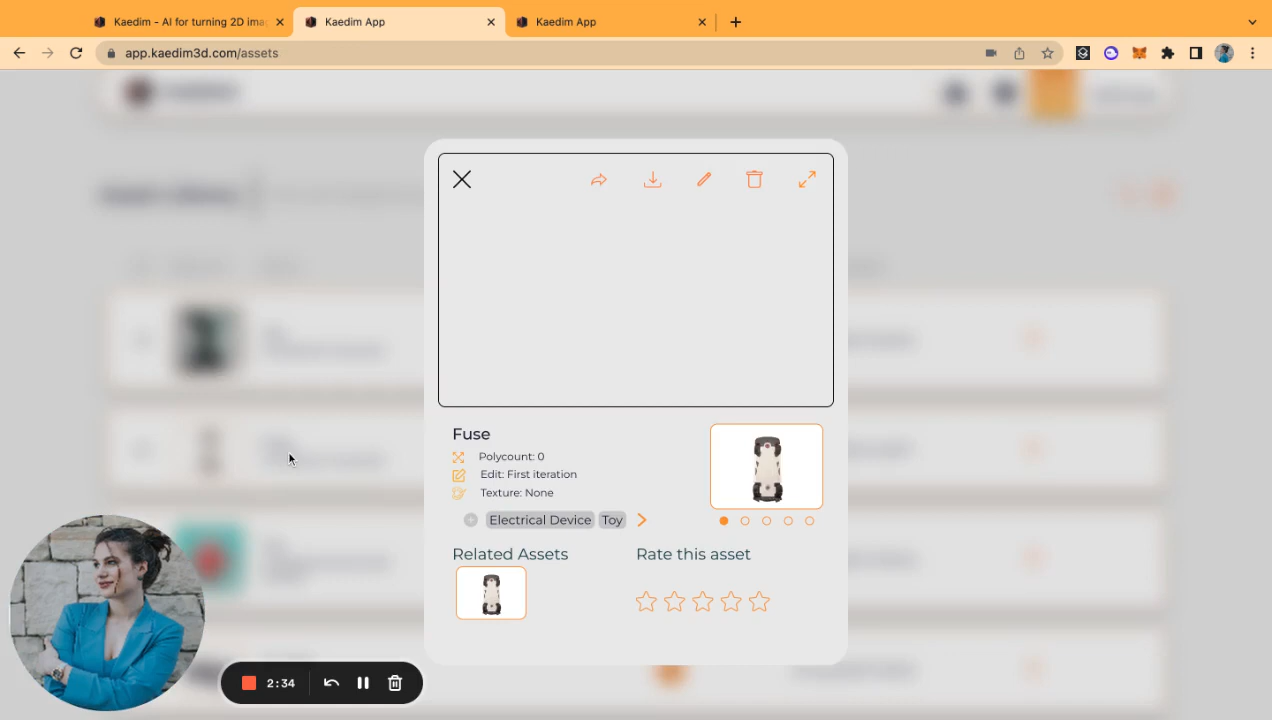 Kaedim - AI for turning 2D ima
Kaedim App
Kaedim App
app.kaedim3d.com/assets
Fuse
Polycount: 0
Edit: First iteration
Texture: None
Electrical Device
Toy
Related Assets
Rate this asset
2:34